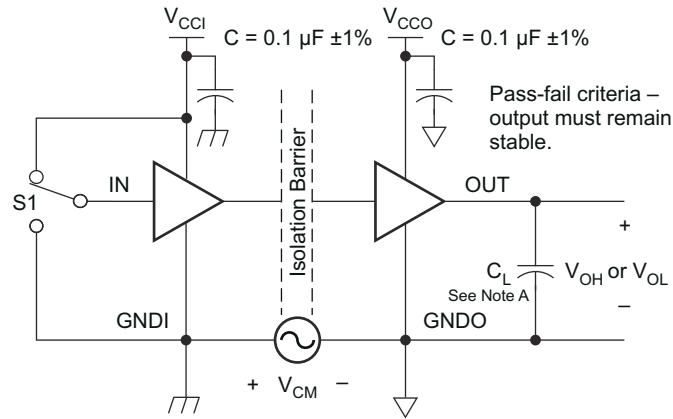 V_CCI
C = 0.1 µF ±1%
V_CCO
C = 0.1 µF ±1%
Pass-fail criteria –
output must remain
stable.
Isolation Barrier
S1
IN
OUT
+
C_L
See Note A
V_OH or V_OL
–
GNDI
GNDO
+ V_CM –